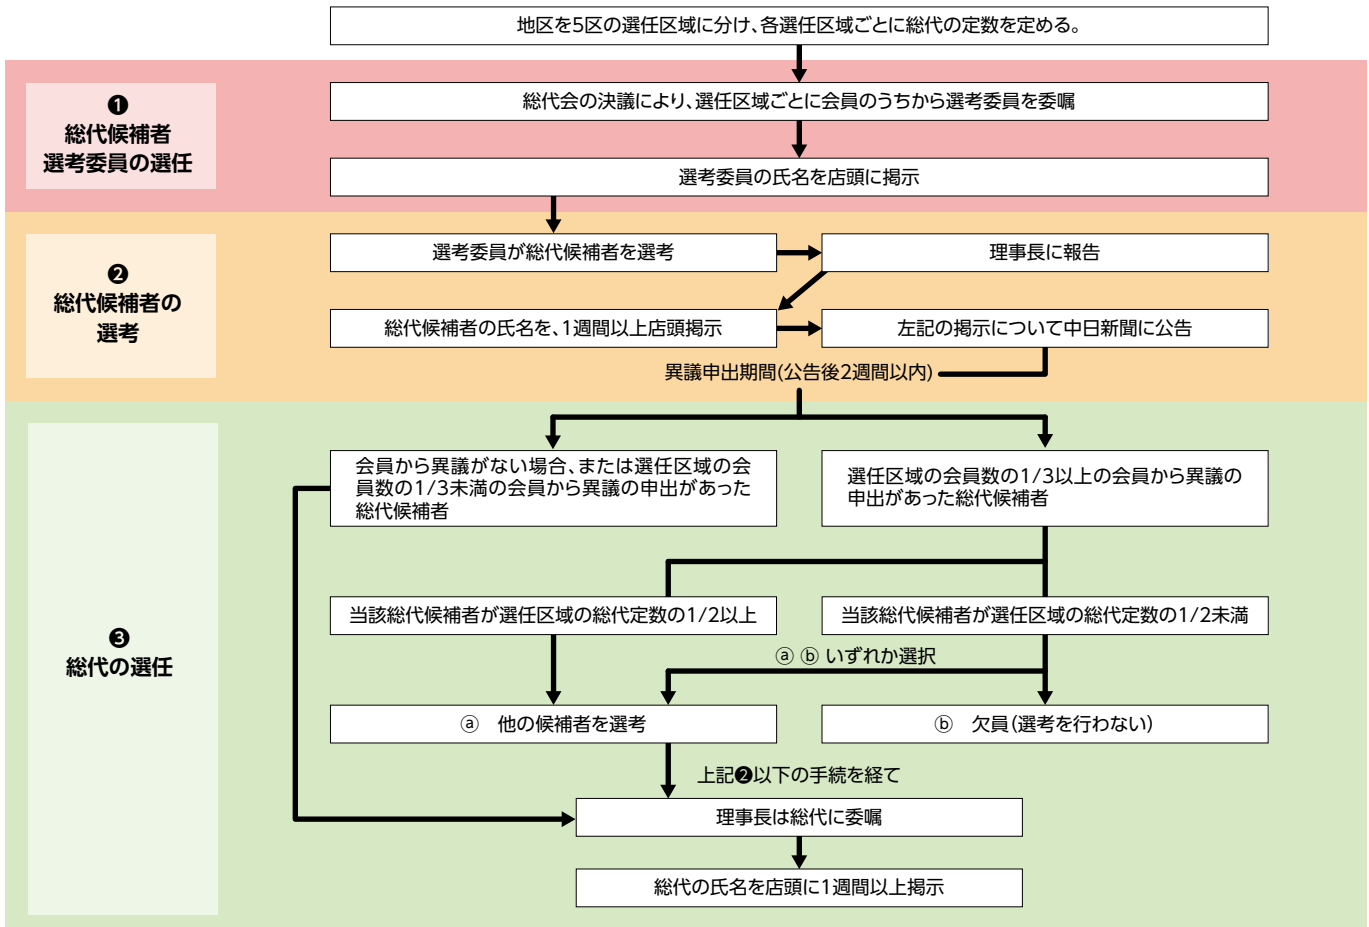 地区を5区の選任区域に分け、各選任区域ごとに総代の定数を定める。
❶
総代候補者
選考委員の選任
総代会の決議により、選任区域ごとに会員のうちから選考委員を委嘱
選考委員の氏名を店頭に掲示
❷
総代候補者の
選考
選考委員が総代候補者を選考
理事長に報告
総代候補者の氏名を、1週間以上店頭掲示
左記の掲示について中日新聞に公告
異議申出期間(公告後2週間以内)
❸
総代の選任
会員から異議がない場合、または選任区域の会
員数の1/3未満の会員から異議の申出があった
総代候補者
選任区域の会員数の1/3以上の会員から異議の
申出があった総代候補者
当該総代候補者が選任区域の総代定数の1/2以上
当該総代候補者が選任区域の総代定数の1/2未満
ⓐ ⓑ いずれか選択
ⓐ 他の候補者を選考
ⓑ 欠員(選考を行わない)
上記❷以下の手続を経て
理事長は総代に委嘱
総代の氏名を店頭に1週間以上掲示